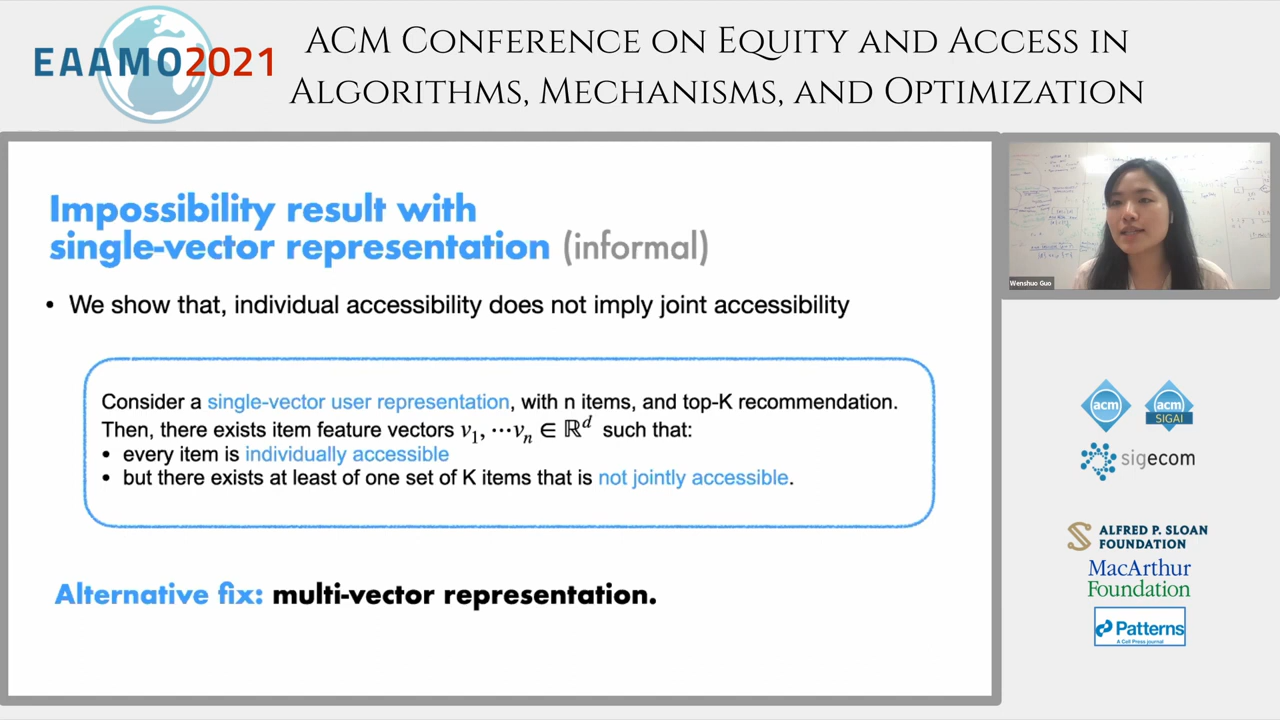 EAAMO2021
ACM Conference on Equity and Access in
Algorithms, Mechanisms, and Optimization
Impossibility result with
single-vector representation (informal)
• We show that, individual accessibility does not imply joint accessibility
Consider a single-vector user representation, with n items, and top-K recommendation.
Then, there exists item feature vectors v₁, ⋯vₙ ∈ ℝᵈ such that:
• every item is individually accessible
• but there exists at least of one set of K items that is not jointly accessible.
Alternative fix: multi-vector representation.
Wenshuo Guo
acm
acm
SIGAI
sigecom
ALFRED P. SLOAN
FOUNDATION
MacArthur
Foundation
Patterns
A Cell Press journal